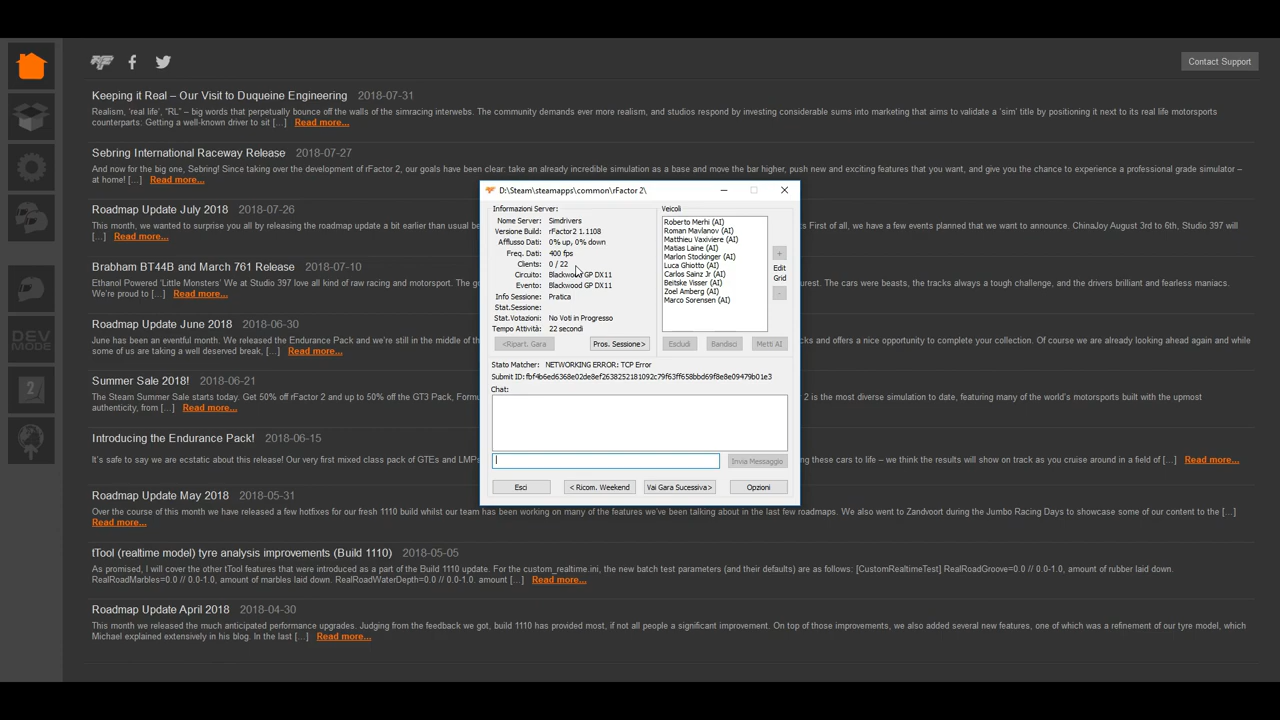 Contact Support
Keeping it Real – Our Visit to Duqueine Engineering 2018-07-31
Realism, 'real life', "RL" – big words that perpetually bounce off the walls of the simracing interwebs. The community demands ever more realism, and studios respond by investing considerable sums into marketing that aims to validate a 'sim' title by positioning it next to its real life motorsports
counterparts: Getting a well-known driver to sit […] Read more...
Sebring International Raceway Release 2018-07-27
And now for the big one, Sebring! Since taking over the development of rFactor 2, our goals have been clear: take an already incredible simulation as a base and move the bar higher, push new and exciting features that you want, and give you the chance to experience a professional grade simulator –
at home! […] Read more...
Roadmap Update July 2018 2018-07-26
This month, we wanted to surprise you all by releasing the roadmap update a bit earlier than usual be
have a few events planned that we want to announce. ChinaJoy August 3rd to 6th, Studio 397 will
[…] Read more...
Brabham BT44B and March 761 Release 2018-07-10
Ethanol Powered 'Little Monsters' We at Studio 397 love all kind of raw racing and motorsport. The
eries. The cars were beasts, the tracks always a tough challenge, and the drivers brilliant and fearless maniacs.
We're proud to […] Read more...
Roadmap Update June 2018 2018-06-30
June has been an eventful month. We released the Endurance Pack and we're still in the middle of th
cks and offers a nice opportunity to complete your collection. Of course we are already looking ahead again and while
some of us are taking a well deserved break, […] Read more...
Summer Sale 2018! 2018-06-21
The Steam Summer Sale starts today. Get 50% off rFactor 2 and up to 50% off the GT3 Pack, Formu
2 is the most diverse simulation to date, featuring many of the world's motorsports built with the upmost
authenticity, from […] Read more...
Introducing the Endurance Pack! 2018-06-15
It's safe to say we are ecstatic about this release! Our very first mixed class pack of GTEs and LMPs
ing these cars to life – we think the results will show on track as you cruise around in a field of […] Read more...
Roadmap Update May 2018 2018-05-31
Over the course of this month we have released a few hotfixes for our fresh 1110 build whilst our team has been working on many of the features we've been talking about in the last few roadmaps. We also went to Zandvoort during the Jumbo Racing Days to showcase some of our content to the […]
Read more...
tTool (realtime model) tyre analysis improvements (Build 1110) 2018-05-05
As promised, I will cover the other tTool features that were introduced as a part of the Build 1110 update. For the custom_realtime.ini, the new batch test parameters (and their defaults) are as follows: [CustomRealtimeTest] RealRoadGroove=0.0 // 0.0-1.0, amount of rubber laid down.
RealRoadMarbles=0.0 // 0.0-1.0, amount of marbles laid down. RealRoadWaterDepth=0.0 // 0.0-1.0. amount […] Read more...
Roadmap Update April 2018 2018-04-30
This month we released the much anticipated performance upgrades. Judging from the feedback we got, build 1110 has provided most, if not all people a significant improvement. On top of those improvements, we also added several new features, one of which was a refinement of our tyre model, which
Michael explained extensively in his blog. In the last […] Read more...
DEV
MODE
2
D:\Steam\steamapps\common\rFactor 2\
Informazioni Server:
Nome Server: Simdrivers
Versione Build: rFactor2 1.1108
Afflusso Dati: 0% up, 0% down
Freq. Dati: 400 fps
Clients: 0 / 22
Circuito: Blackwood GP DX11
Evento: Blackwood GP DX11
Info Sessione: Pratica
Stat.Sessione:
Stat.Votazioni: No Voti in Progresso
Tempo Attività: 22 secondi
<Ripart. Gara Pros. Sessione>
Veicoli
Roberto Merhi (AI)
Roman Mavlanov (AI)
Matthieu Vaxiviere (AI)
Matias Laine (AI)
Marlon Stockinger (AI)
Luca Ghiotto (AI)
Carlos Sainz Jr (AI)
Beitske Visser (AI)
Zoel Amberg (AI)
Marco Sorensen (AI)
+
Edit
Grid
-
Escludi Bandisci Metti AI
Stato Matcher: NETWORKING ERROR: TCP Error
Chat:
Invia Messaggio
Esci < Ricom. Weekend Vai Gara Sucessiva> Opzioni